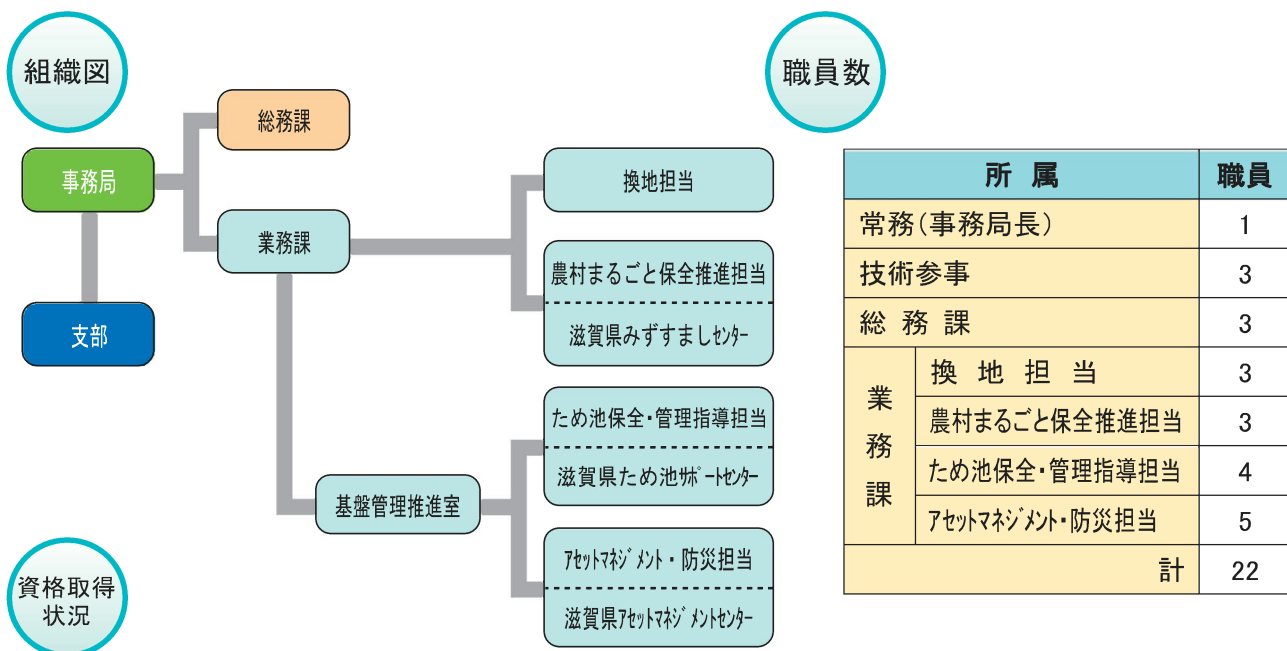 組織図
事務局
支部
総務課
業務課
基盤管理推進室
換地担当
農村まるごと保全推進担当
滋賀県みずすましセンター
ため池保全・管理指導担当
滋賀県ため池サポートセンター
アセットマネジメント・防災担当
滋賀県アセットマネジメントセンター
職員数
所属 職員
常務(事務局長) 1
技術参事 3
総務課 3
業務課
換地担当 3
農村まるごと保全推進担当 3
ため池保全・管理指導担当 4
アセットマネジメント・防災担当 5
計 22
資格取得
状況